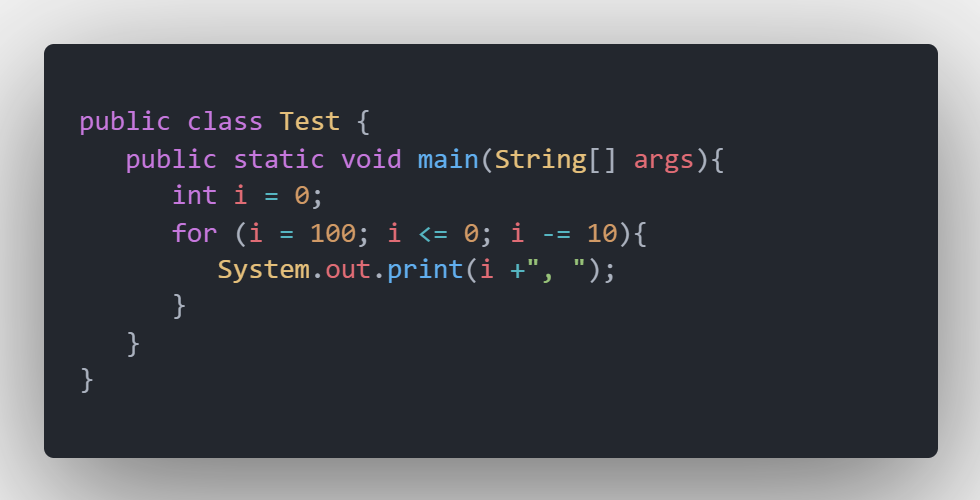 public class Test {
   public static void main(String[] args){
      int i = 0;
      for (i = 100; i <= 0; i -= 10){
         System.out.print(i +", ");
      }
   }
}